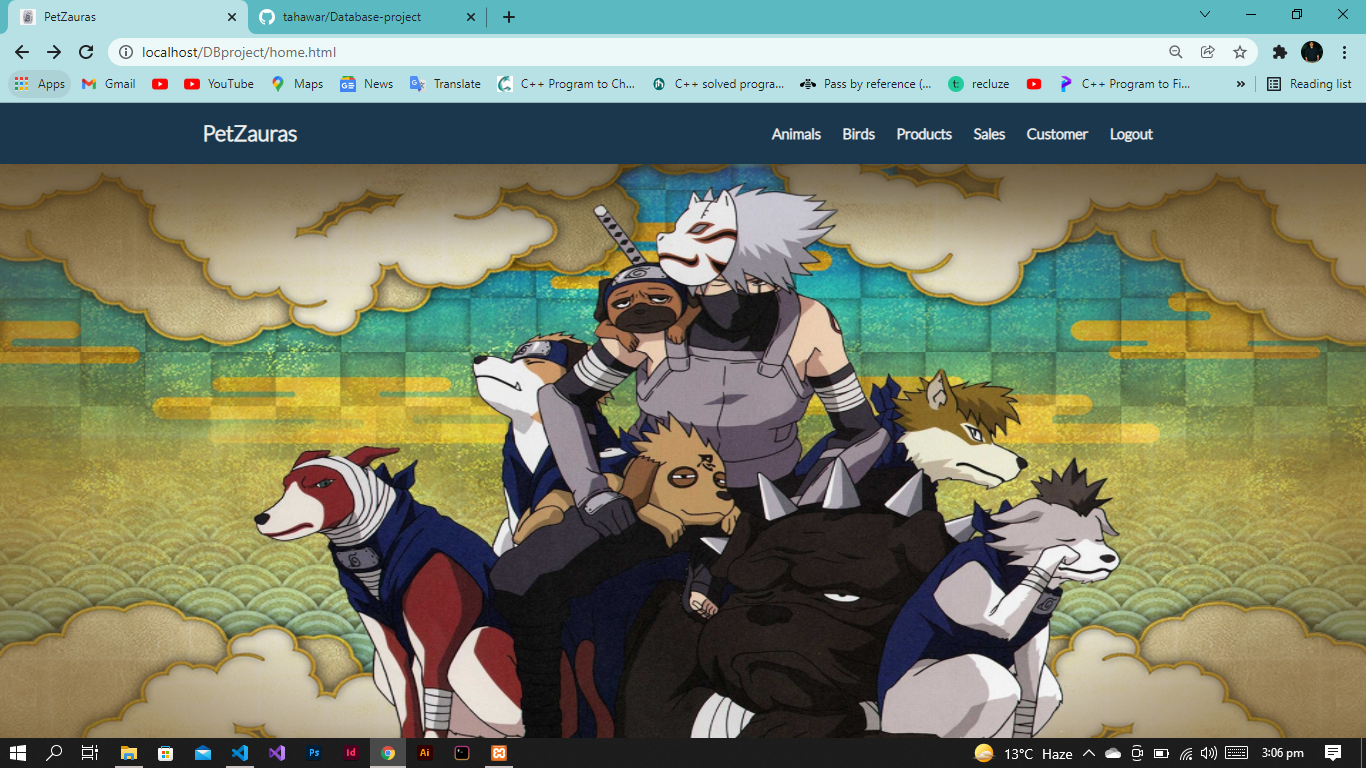 PetZauras
tahawar/Database-project
localhost/DBproject/home.html
Apps Gmail YouTube Maps News Translate C++ Program to Ch... C++ solved progra... Pass by reference (... recluze C++ Program to Fi... » Reading list
PetZauras Animals Birds Products Sales Customer Logout
忍
Ps Id Ai 13°C Haze 3:06 pm